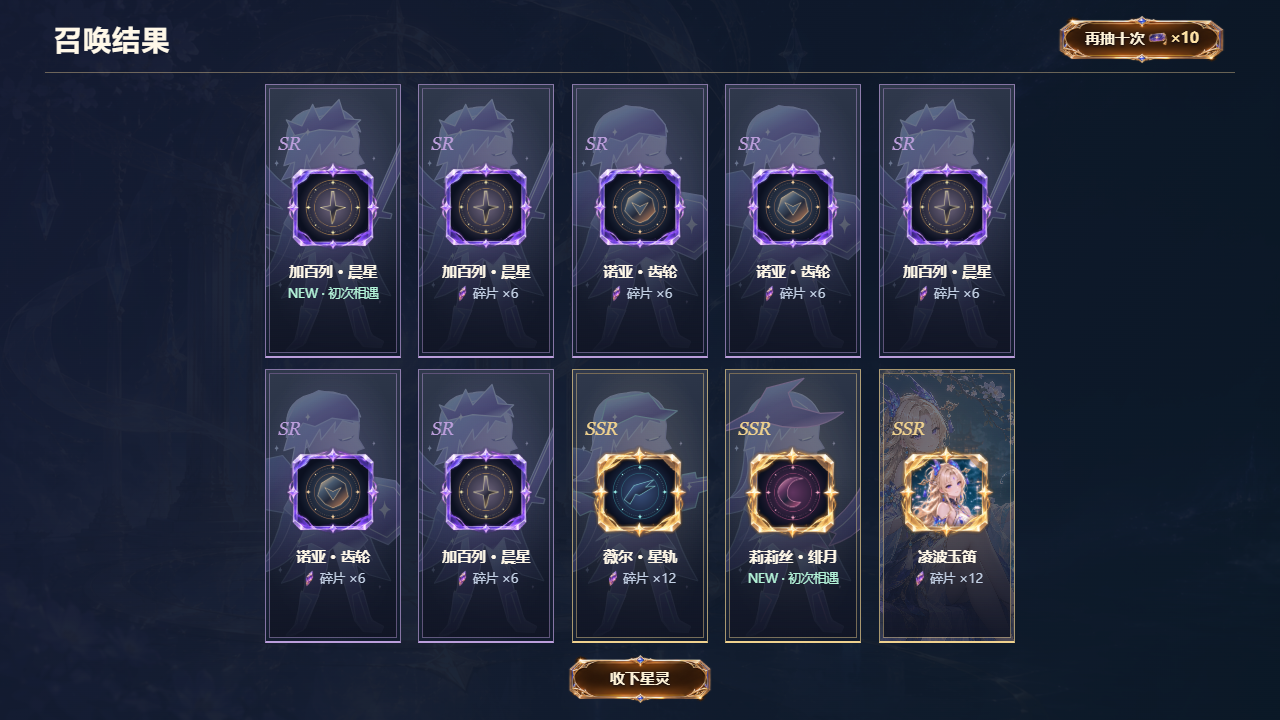 召唤结果
再抽十次 ×10
SR
加百列·晨星
NEW · 初次相遇
SR
加百列·晨星
碎片 ×6
SR
诺亚·齿轮
碎片 ×6
SR
诺亚·齿轮
碎片 ×6
SR
加百列·晨星
碎片 ×6
SR
诺亚·齿轮
碎片 ×6
SR
加百列·晨星
碎片 ×6
SSR
薇尔·星轨
碎片 ×12
SSR
莉莉丝·绯月
NEW · 初次相遇
SSR
凌波玉笛
碎片 ×12
收下星灵